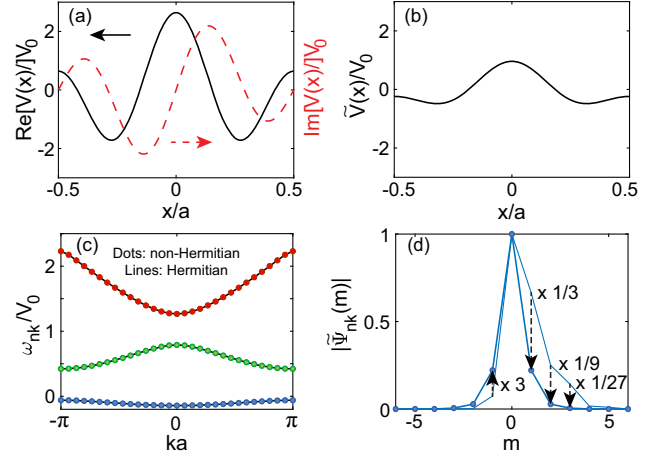 (a)
2
0
-2
Re[V(x)/]V0
Im[V(x)/]V0
-0.5
0
0.5
x/a
(b)
2
0
-2
Ṽ(x)/V0
-0.5
0
0.5
x/a
(c)
Dots: non-Hermitian
Lines: Hermitian
2
1
0
ωnk/V0
-π
0
π
ka
(d)
1
0.5
0
|Ψ̃nk(m)|
x 1/3
x 1/9
x 1/27
x 3
-5
0
5
m